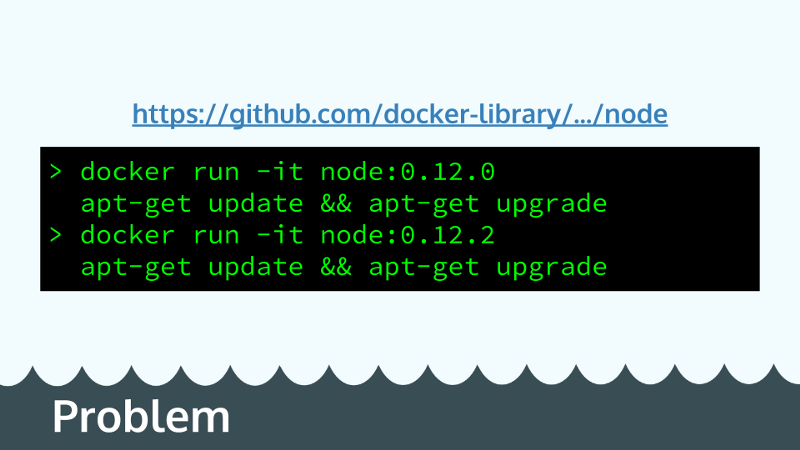 https://github.com/docker-library/.../node
> docker run -it node:0.12.0
apt-get update && apt-get upgrade
> docker run -it node:0.12.2
apt-get update && apt-get upgrade
Problem